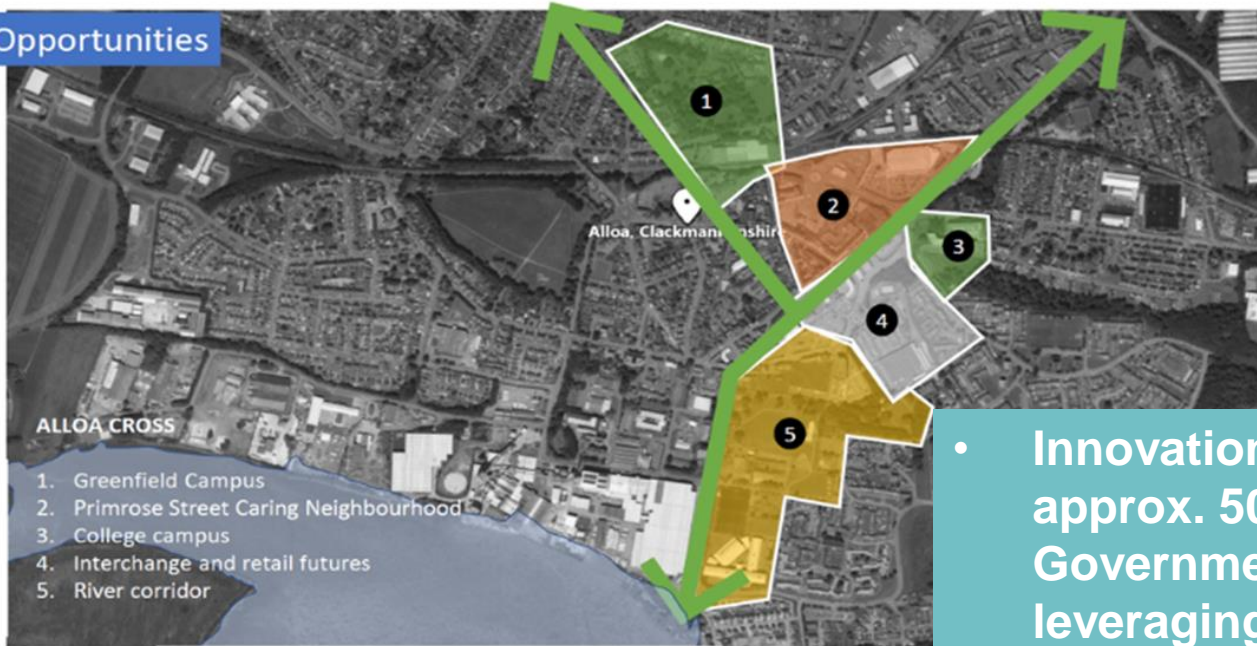 Opportunities
1
2
Alloa, Clackmannanshire
3
4
5
ALLOA CROSS
1. Greenfield Campus
2. Primrose Street Caring Neighbourhood
3. College campus
4. Interchange and retail futures
5. River corridor
• Innovation
approx. 50
Governme
leveraging